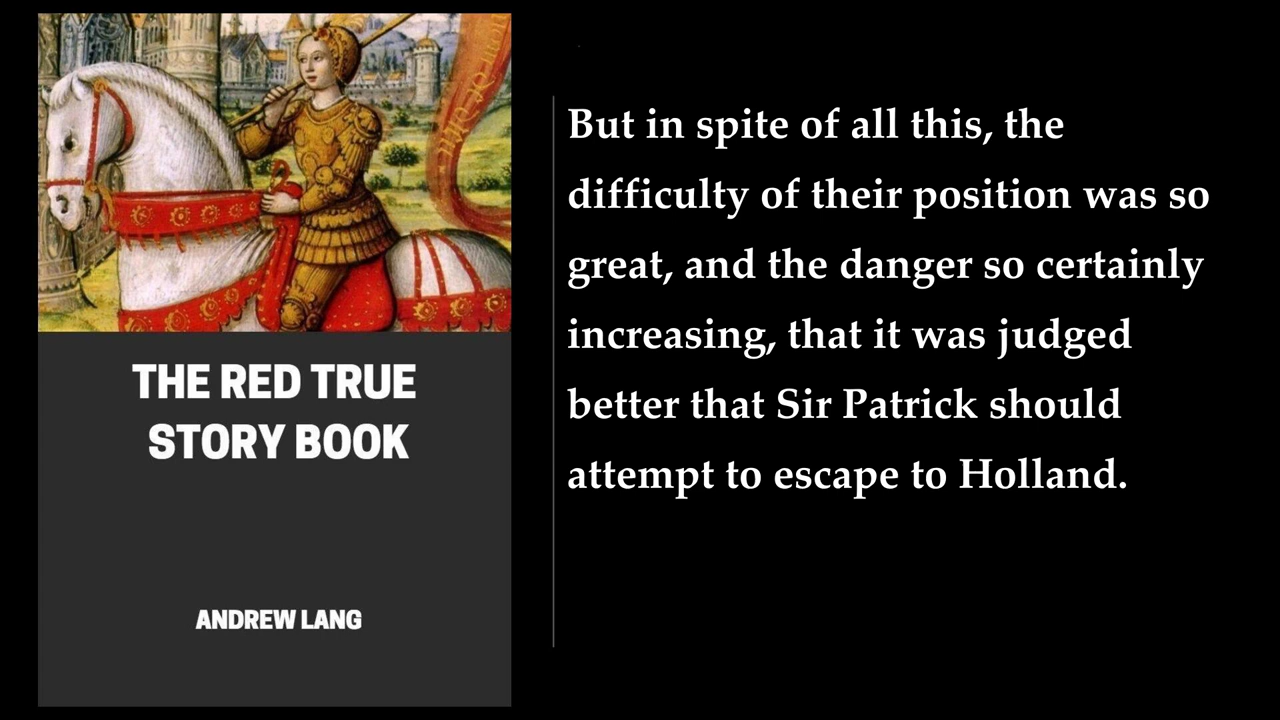 THE RED TRUE
STORY BOOK
ANDREW LANG
But in spite of all this, the
difficulty of their position was so
great, and the danger so certainly
increasing, that it was judged
better that Sir Patrick should
attempt to escape to Holland.